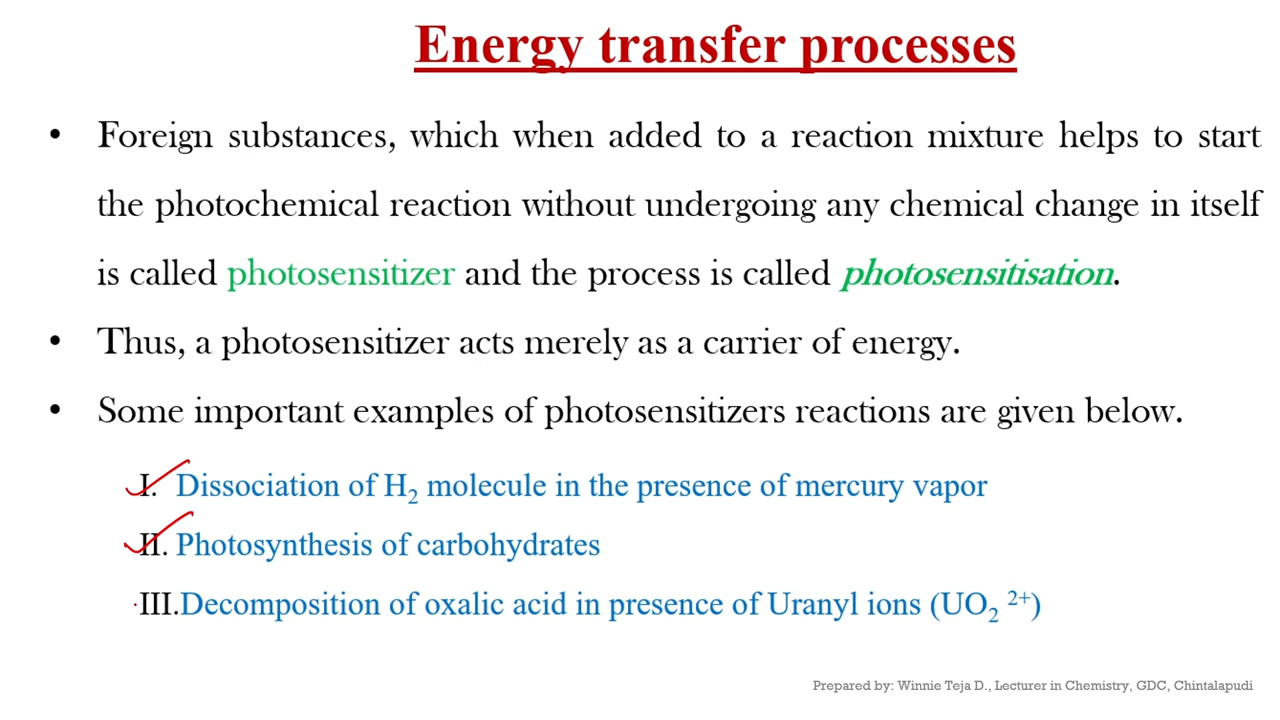 Energy transfer processes
• Foreign substances, which when added to a reaction mixture helps to start
the photochemical reaction without undergoing any chemical change in itself
is called photosensitizer and the process is called photosensitisation.
• Thus, a photosensitizer acts merely as a carrier of energy.
• Some important examples of photosensitizers reactions are given below.
I. Dissociation of H₂ molecule in the presence of mercury vapor
II. Photosynthesis of carbohydrates
III.Decomposition of oxalic acid in presence of Uranyl ions (UO₂ ²⁺)
Prepared by: Winnie Teja D., Lecturer in Chemistry, GDC, Chintalapudi